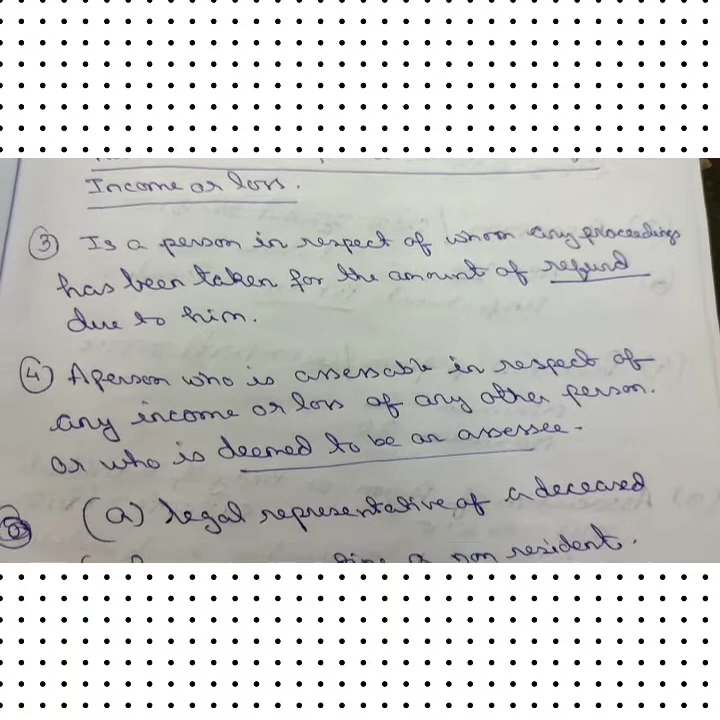 Income or loss.
③ Is a person in respect of whom any proceedings
has been taken for the amount of refund
due to him.
④ A person who is assessable in respect of
any income or loss of any other person.
or who is deemed to be an assessee.
(a) legal representative of a deceased
a non resident.